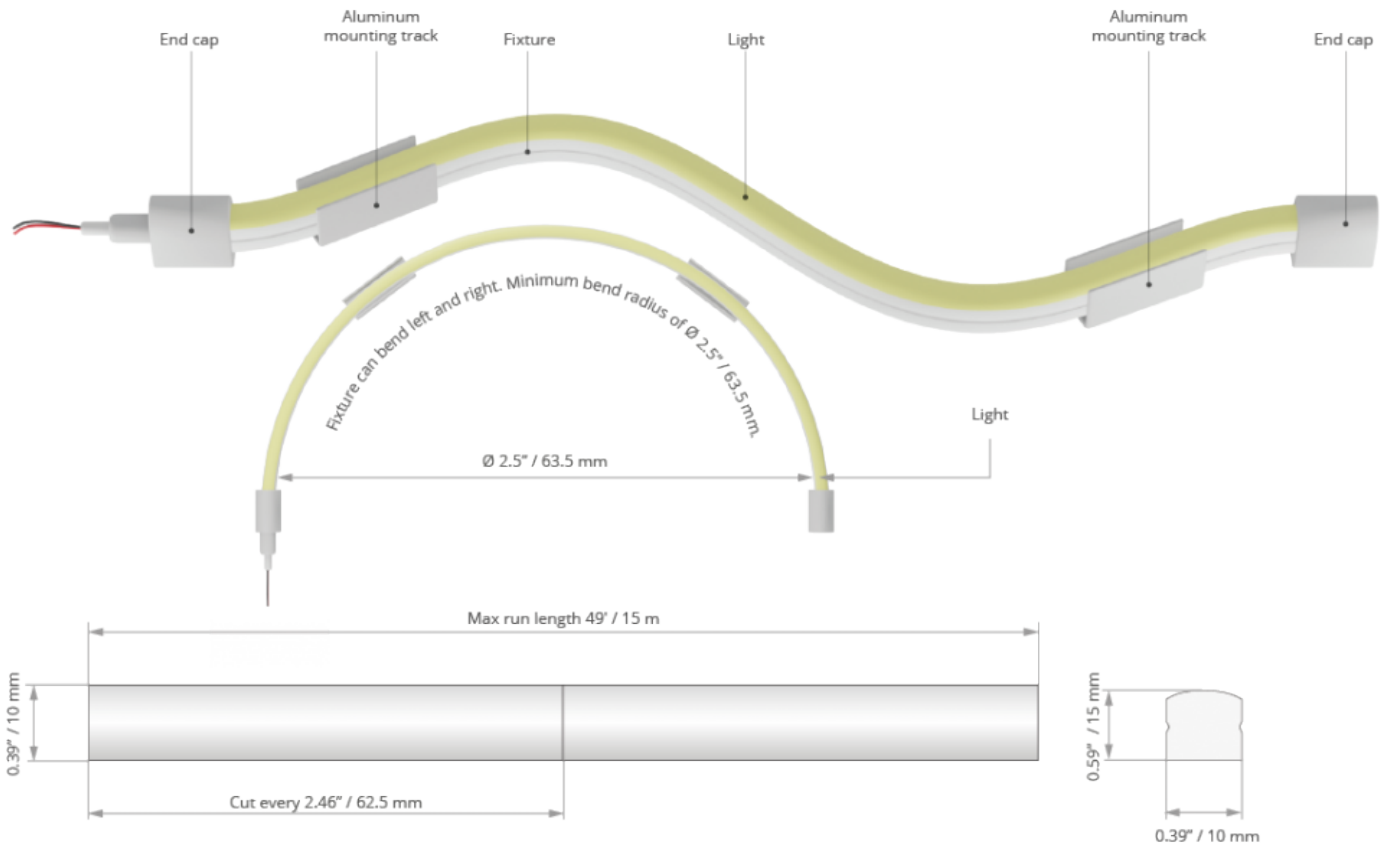 Aluminum
mounting track
Aluminum
mounting track
End cap
Fixture
Light
End cap
Fixture can bend left and right. Minimum bend radius of Ø 2.5" / 63.5 mm.
Light
Ø 2.5" / 63.5 mm
Max run length 49' / 15 m
0.39" / 10 mm
0.59" / 15 mm
Cut every 2.46" / 62.5 mm
0.39" / 10 mm